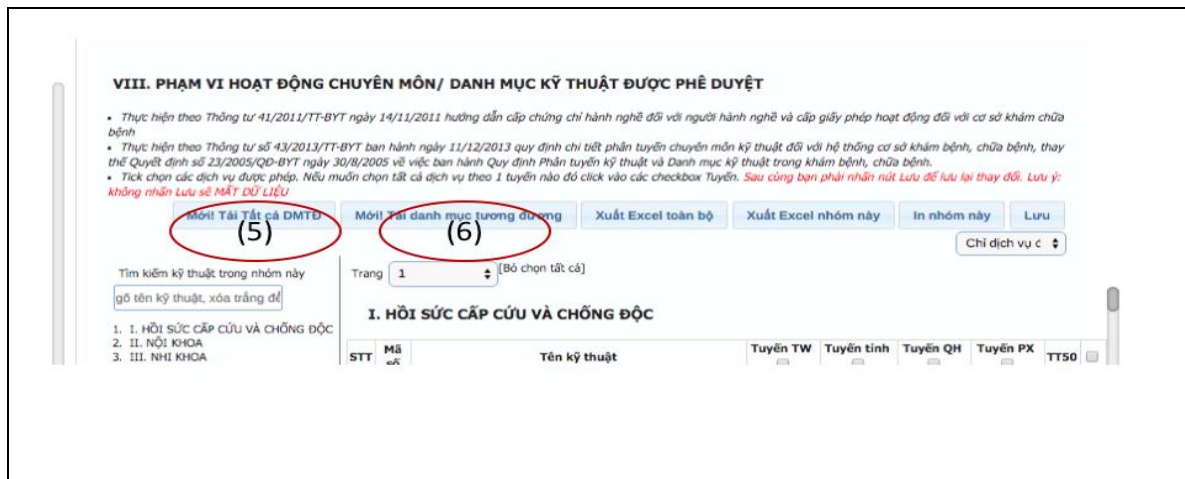 VIII. PHẠM VI HOẠT ĐỘNG CHUYÊN MÔN/ DANH MỤC KỸ THUẬT ĐƯỢC PHÊ DUYỆT
• Thực hiện theo Thông tư 41/2011/TT-BYT ngày 14/11/2011 hướng dẫn cấp chứng chỉ hành nghề đối với người hành nghề và cấp giấy phép hoạt động đối với cơ sở khám chữa
bệnh
• Thực hiện theo Thông tư số 43/2013/TT-BYT ban hành ngày 11/12/2013 quy định chi tiết phân tuyến chuyên môn kỹ thuật đối với hệ thống cơ sở khám bệnh, chữa bệnh, thay
thế Quyết định số 23/2005/QĐ-BYT ngày 30/8/2005 về việc ban hành Quy định Phân tuyến kỹ thuật và Danh mục kỹ thuật trong khám bệnh, chữa bệnh.
• Tick chọn các dịch vụ được phép. Nếu muốn chọn tất cả dịch vụ theo 1 tuyến nào đó click vào các checkbox Tuyến. Sau cùng bạn phải nhấn nút Lưu để lưu lại thay đổi. Lưu ý:
không nhấn Lưu sẽ MẤT DỮ LIỆU
Mới! Tải Tất cả DMTĐ Mới! Tải danh mục tương đương Xuất Excel toàn bộ Xuất Excel nhóm này In nhóm này Lưu
(5) (6)
Chỉ dịch vụ c
Tìm kiếm kỹ thuật trong nhóm này Trang 1 [Bỏ chọn tất cả]
gõ tên kỹ thuật, xóa trắng để
I. HỒI SỨC CẤP CỨU VÀ CHỐNG ĐỘC
1. I. HỒI SỨC CẤP CỨU VÀ CHỐNG ĐỘC
2. II. NỘI KHOA
3. III. NHI KHOA
STT Mã số Tên kỹ thuật Tuyến TW Tuyến tỉnh Tuyến QH Tuyến PX TT50